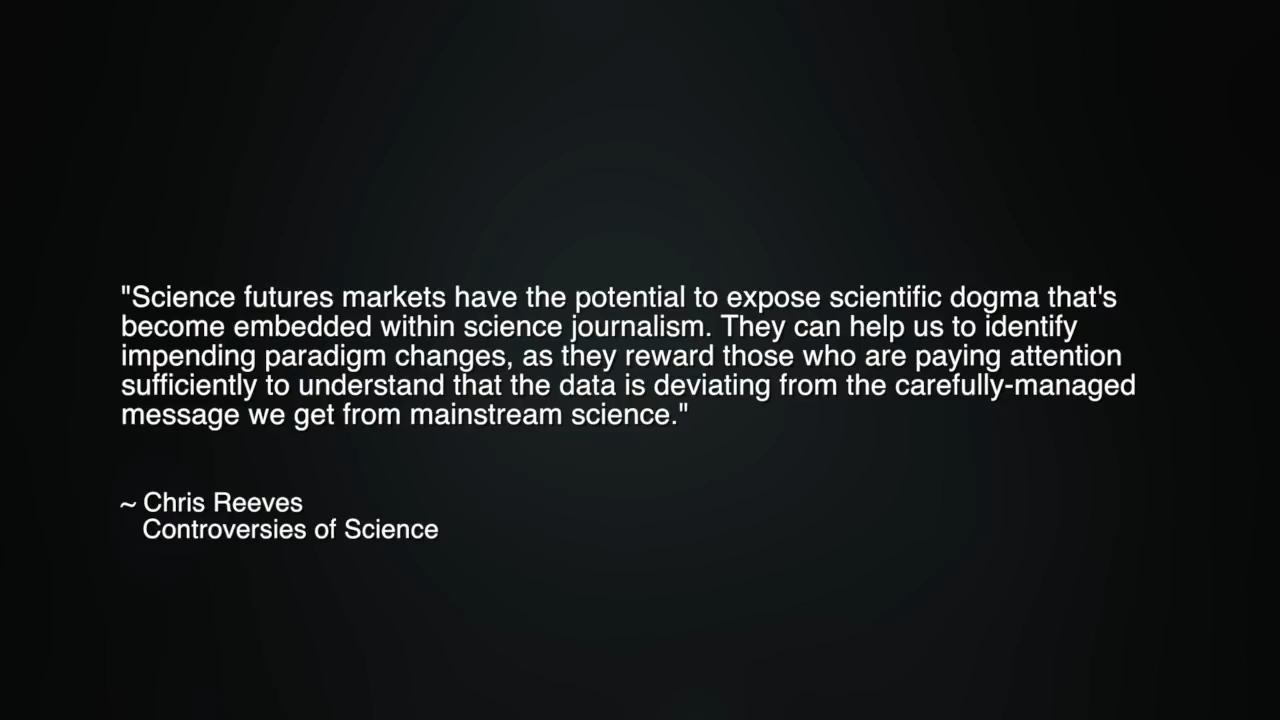 "Science futures markets have the potential to expose scientific dogma that's
become embedded within science journalism. They can help us to identify
impending paradigm changes, as they reward those who are paying attention
sufficiently to understand that the data is deviating from the carefully-managed
message we get from mainstream science."
~ Chris Reeves
Controversies of Science